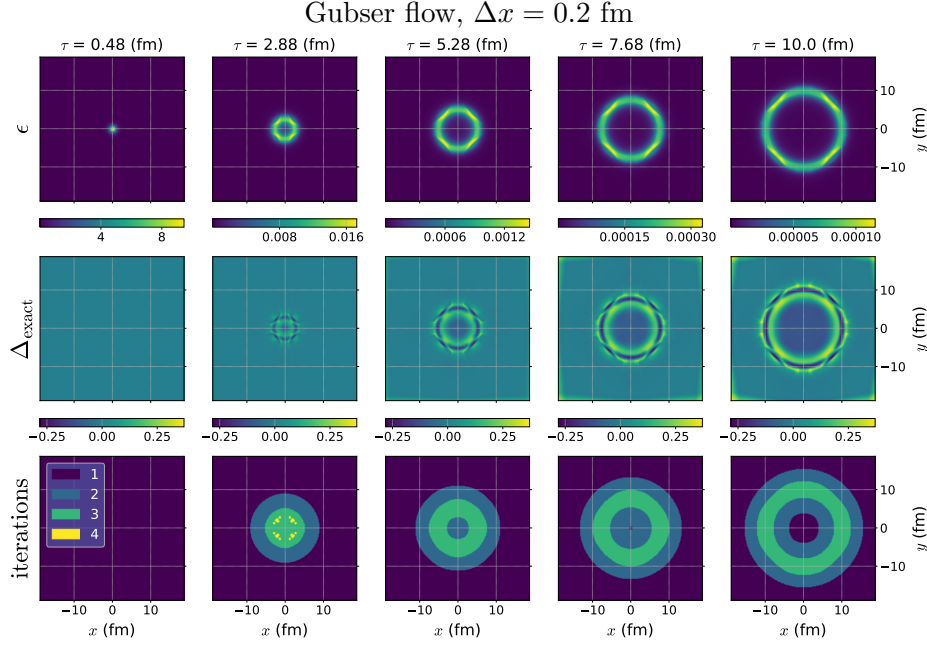 Gubser flow, Δx = 0.2 fm
τ = 0.48 (fm) τ = 2.88 (fm) τ = 5.28 (fm) τ = 7.68 (fm) τ = 10.0 (fm)
ϵ
10
0
−10
y (fm)
4 8 0.008 0.016 0.0006 0.0012 0.00015 0.00030 0.00005 0.00010
Δexact
10
0
−10
y (fm)
−0.25 0.00 0.25 −0.25 0.00 0.25 −0.25 0.00 0.25 −0.25 0.00 0.25 −0.25 0.00 0.25
iterations
1
2
3
4
10
0
−10
y (fm)
−10 0 10 −10 0 10 −10 0 10 −10 0 10 −10 0 10
x (fm) x (fm) x (fm) x (fm) x (fm)